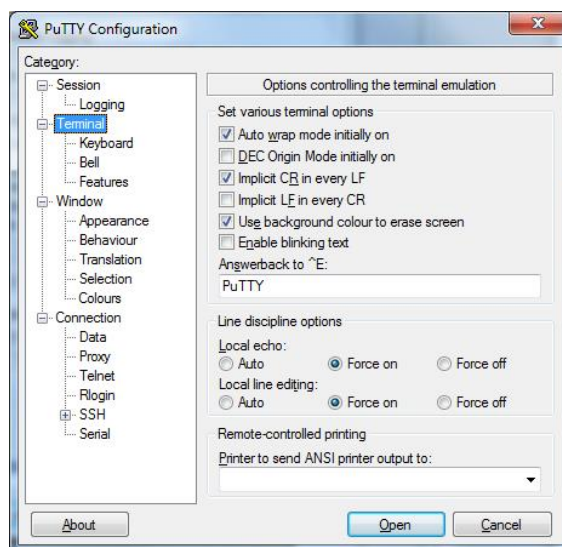 PuTTY Configuration
Category:
Session
Logging
Terminal
Keyboard
Bell
Features
Window
Appearance
Behaviour
Translation
Selection
Colours
Connection
Data
Proxy
Telnet
Rlogin
SSH
Serial
Options controlling the terminal emulation
Set various terminal options
Auto wrap mode initially on
DEC Origin Mode initially on
Implicit CR in every LF
Implicit LF in every CR
Use background colour to erase screen
Enable blinking text
Answerback to ^E:
PuTTY
Line discipline options
Local echo:
Auto Force on Force off
Local line editing:
Auto Force on Force off
Remote-controlled printing
Printer to send ANSI printer output to:
About Open Cancel